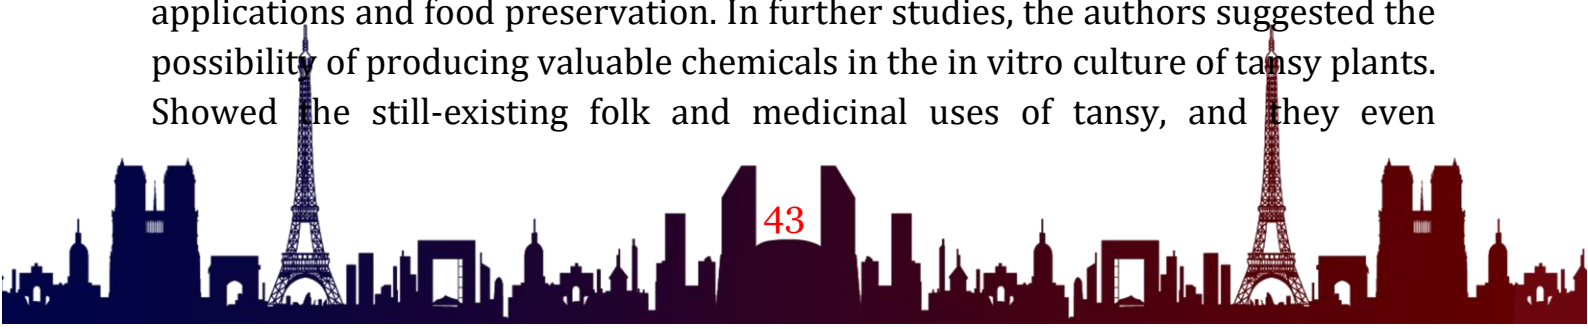 applications and food preservation. In further studies, the authors suggested the
possibility of producing valuable chemicals in the in vitro culture of tansy plants.
Showed the still-existing folk and medicinal uses of tansy, and they even
43